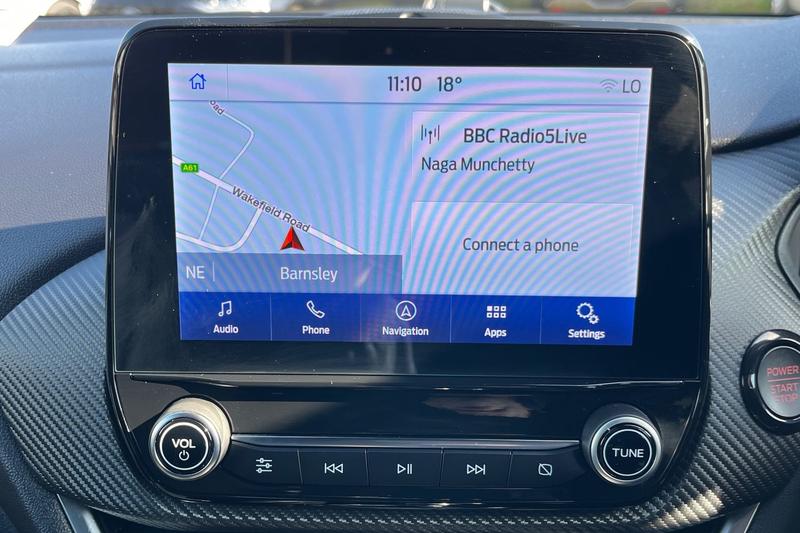 11:10 18° LO
oad
A61
Wakefield Road
NE Barnsley
BBC Radio5Live
Naga Munchetty
Connect a phone
Audio Phone Navigation Apps Settings
POWER
START
STOP
VOL
TUNE